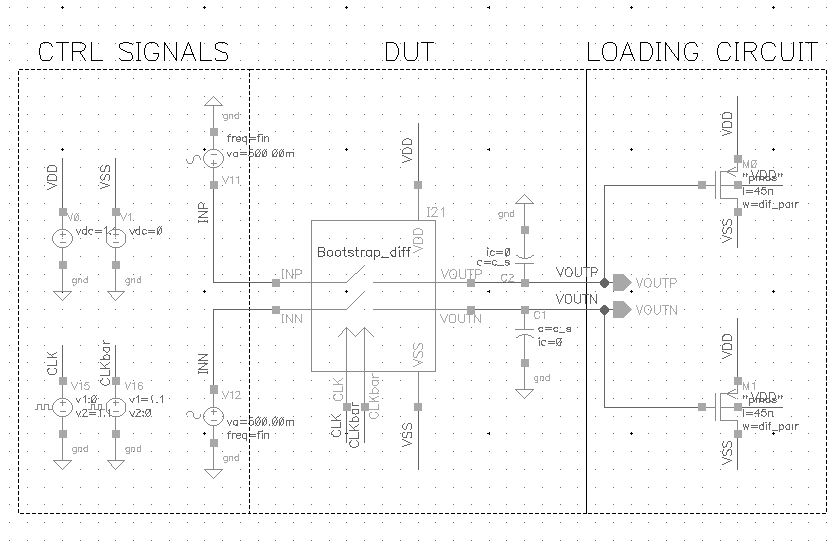 CTRL SIGNALS
DUT
LOADING CIRCUIT
gnd
freq=fin
va=500.00m
V11
INP
VDD
V0
vdc=1.1
gnd
VSS
V1
vdc=0
gnd
CLK
V15
v1:0
v2=1.1
gnd
CLKbar
V16
v1=1.1
v2:0
gnd
INN
V12
va=500.00m
freq=fin
gnd
VDD
I21
VDD
Bootstrap_diff
INP
INN
VOUTP
VOUTN
VSS
CLK
CLKbar
CLK
CLKbar
VSS
gnd
ic=0
c=c_s
C2
C1
c=c_s
ic=0
gnd
VOUTP
VOUTP
VOUTN
VOUTN
VDD
M0
"VDD"
"pmos"
l=45n
w=dif_pair
VSS
VDD
M1
"VDD"
"pmos"
l=45n
w=dif_pair
VSS